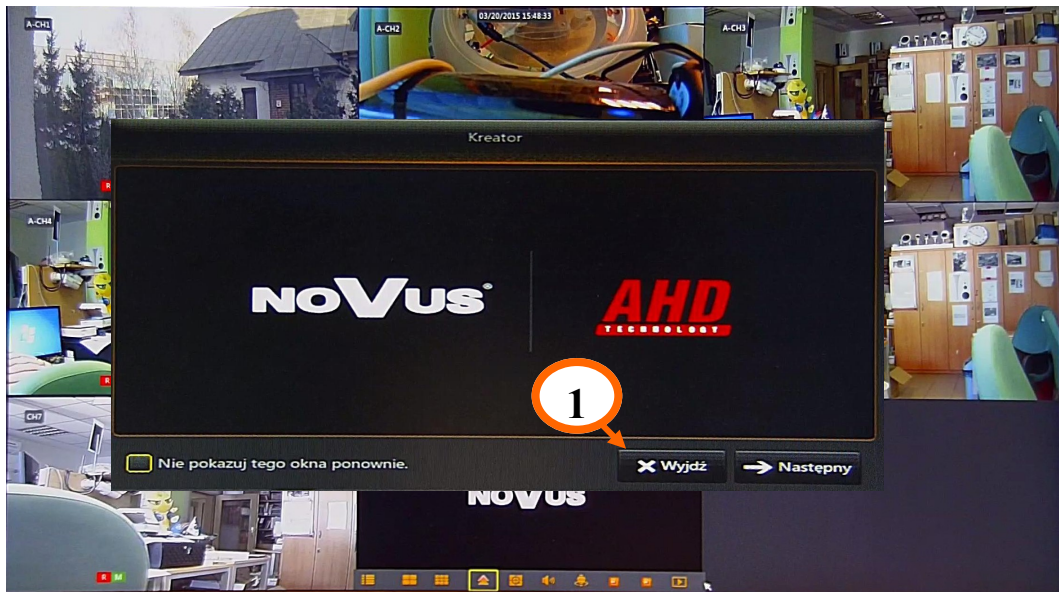 A-CH1
A-CH2
03/20/2015 15:48:33
A-CH3
Kreator
R
A-CH4
NOVUS®
AHD
TECHNOLOGY
R
1
CH7
Nie pokazuj tego okna ponownie.
Wyjdź
Następny
NOVUS
R M